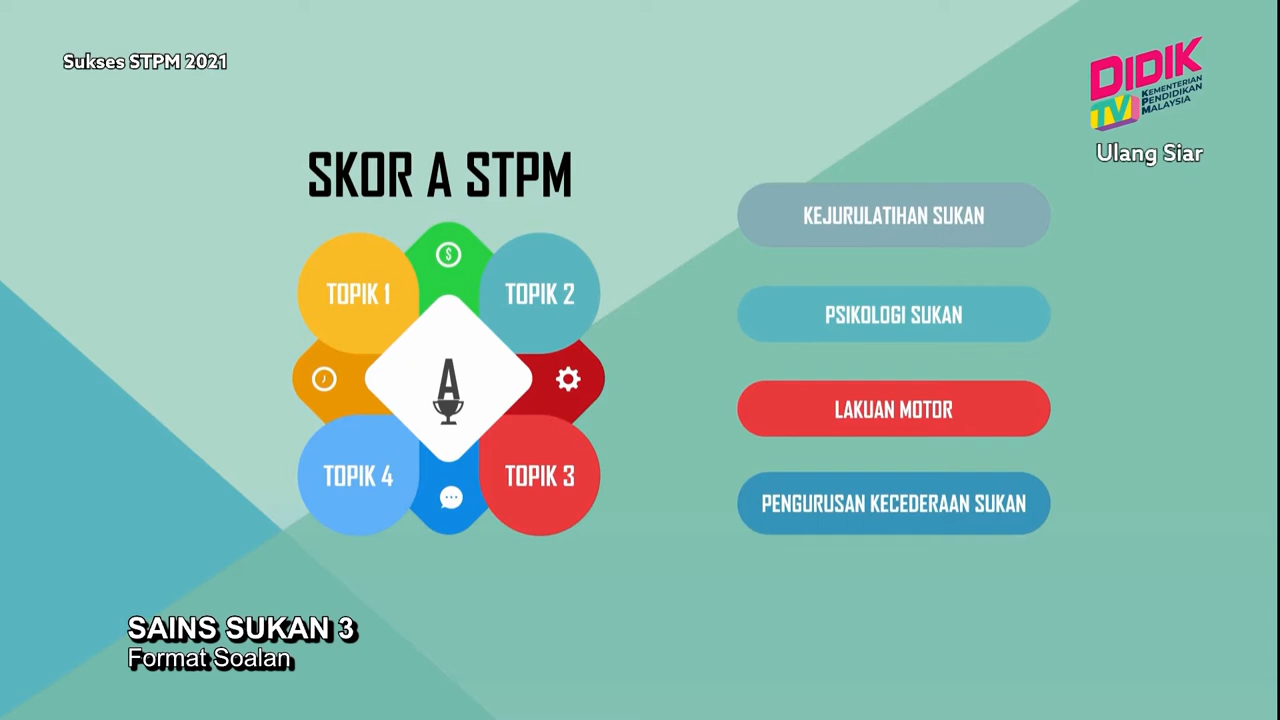 Sukses STPM 2021
DIDIK
TV
KEMENTERIAN
PENDIDIKAN
MALAYSIA
Ulang Siar
SKOR A STPM
TOPIK 1
TOPIK 2
A
TOPIK 4
TOPIK 3
KEJURULATIHAN SUKAN
PSIKOLOGI SUKAN
LAKUAN MOTOR
PENGURUSAN KECEDERAAN SUKAN
SAINS SUKAN 3
Format Soalan